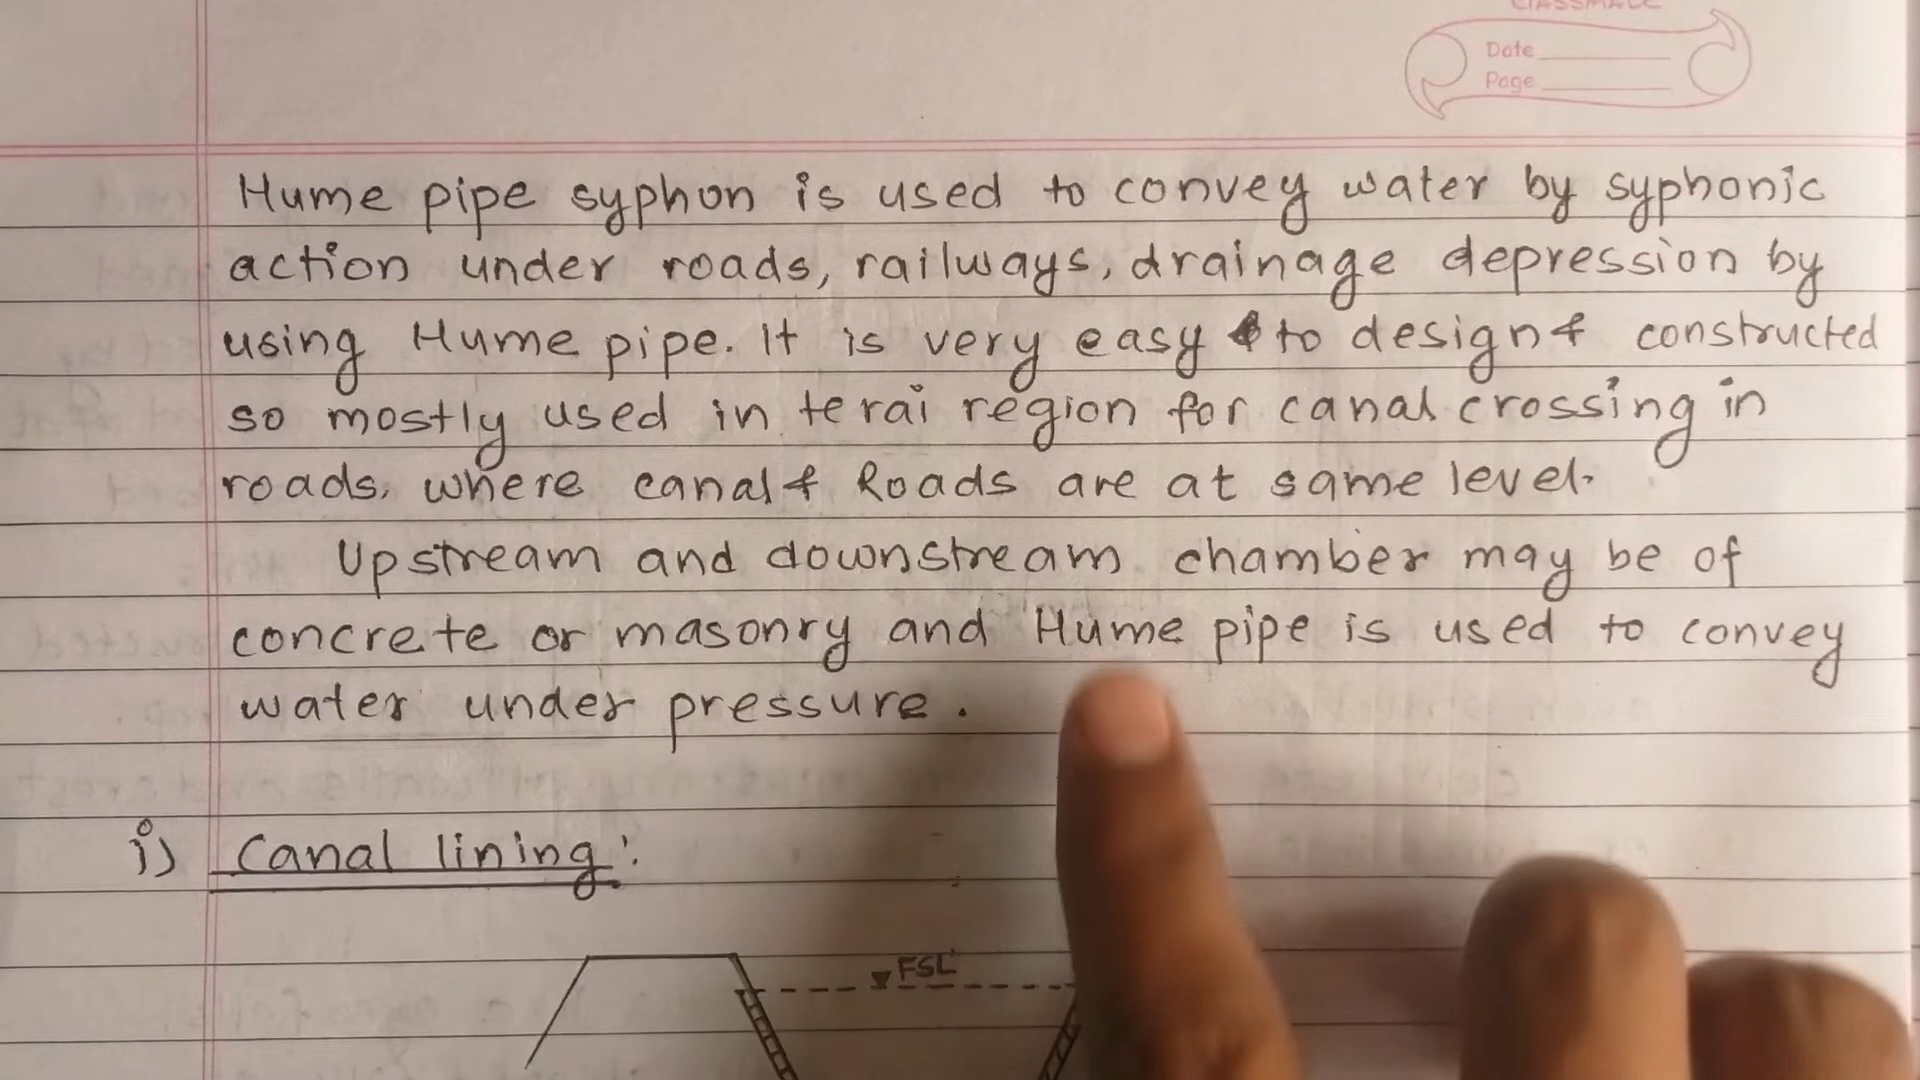 Date
Page
Hume pipe syphon is used to convey water by syphonic
action under roads, railways, drainage depression by
using Hume pipe. It is very easy to design & constructed
so mostly used in terai region for canal crossing in
roads, where canal & Roads are at same level.
Upstream and downstream chamber may be of
concrete or masonry and Hume pipe is used to convey
water under pressure.
i) Canal lining:
FSL